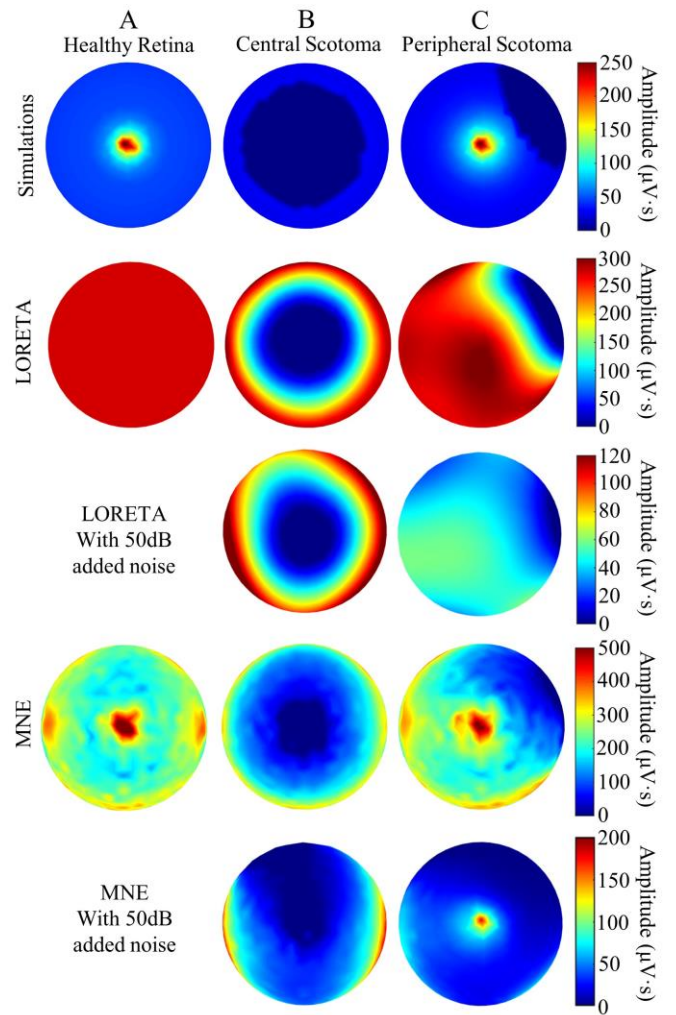 A
B
C
Healthy Retina
Central Scotoma
Peripheral Scotoma
Simulations
250
200
150
100
50
0
Amplitude (µV·s)
LORETA
300
250
200
150
100
50
0
Amplitude (µV·s)
LORETA
With 50dB
added noise
120
100
80
60
40
20
0
Amplitude (µV·s)
MNE
500
400
300
200
100
0
Amplitude (µV·s)
MNE
With 50dB
added noise
200
150
100
50
0
Amplitude (µV·s)